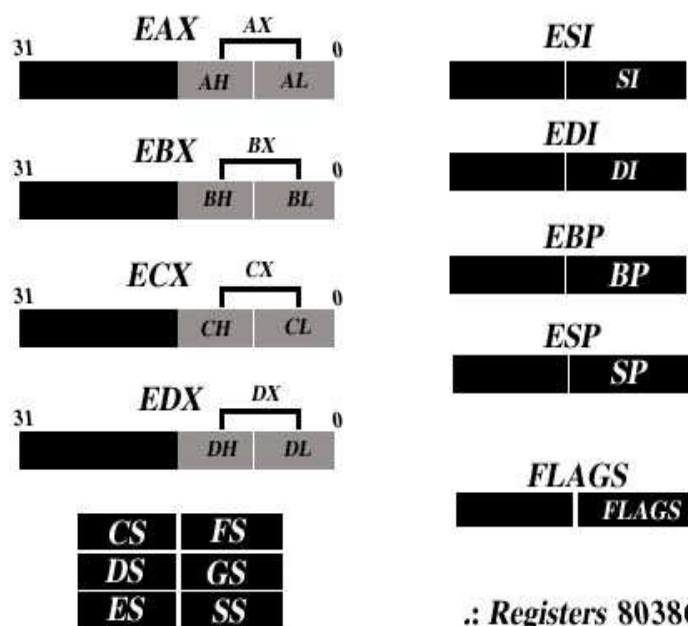 EAX
AX
31
0
AH AL
EBX
BX
31
0
BH BL
ECX
CX
31
0
CH CL
EDX
DX
31
0
DH DL
CS FS
DS GS
ES SS
ESI
SI
EDI
DI
EBP
BP
ESP
SP
FLAGS
FLAGS
.: Registers 80386